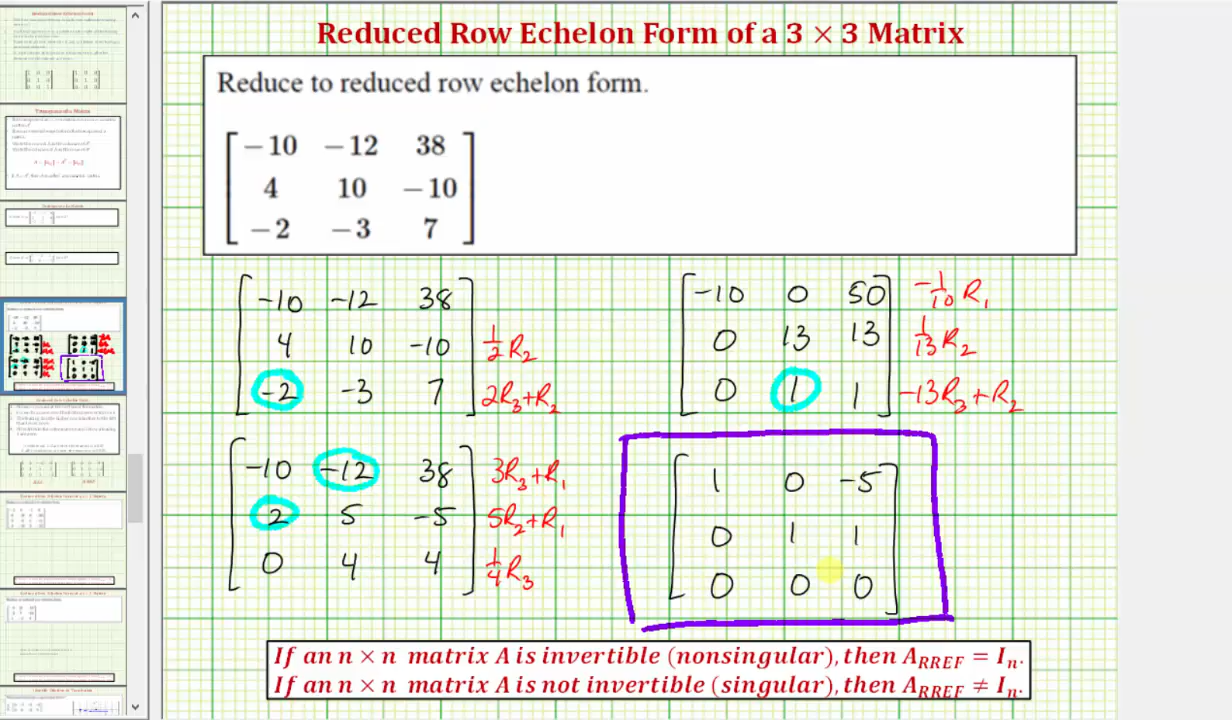 Reduced Row Echelon Form of a 3 × 3 Matrix
Reduce to reduced row echelon form.
−10 −12 38
4 10 −10
−2 −3 7
-10 -12 38
4 10 -10 1/2 R₂
-2 -3 7 2R₃+R₂
-10 -12 38 3R₃+R₁
2 5 -5 5R₂+R₁
0 4 4 1/4 R₃
-10 0 50 -1/10 R₁
0 13 13 1/13 R₂
0 1 1 -13R₃+R₂
1 0 -5
0 1 1
0 0 0
If an n × n matrix A is invertible (nonsingular), then A_RREF = Iₙ.
If an n × n matrix A is not invertible (singular), then A_RREF ≠ Iₙ.